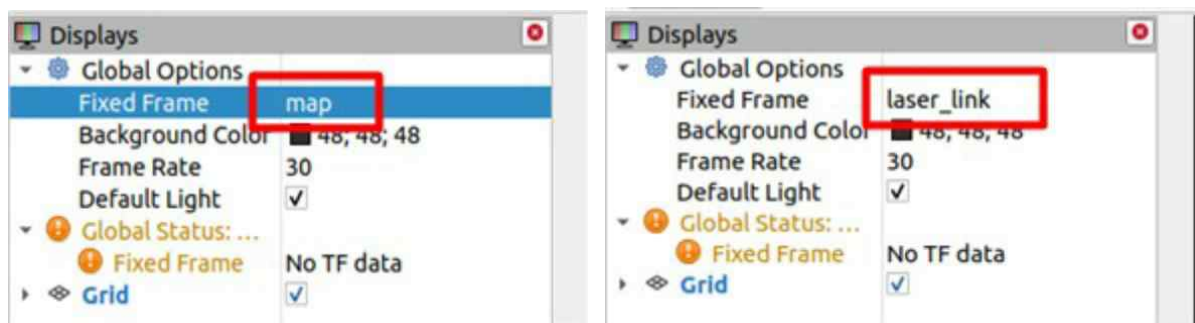 Displays
Global Options
Fixed Frame map
Background Color 48; 48; 48
Frame Rate 30
Default Light
Global Status: ...
Fixed Frame No TF data
Grid
Displays
Global Options
Fixed Frame laser_link
Background Color 48; 48; 48
Frame Rate 30
Default Light
Global Status: ...
Fixed Frame No TF data
Grid